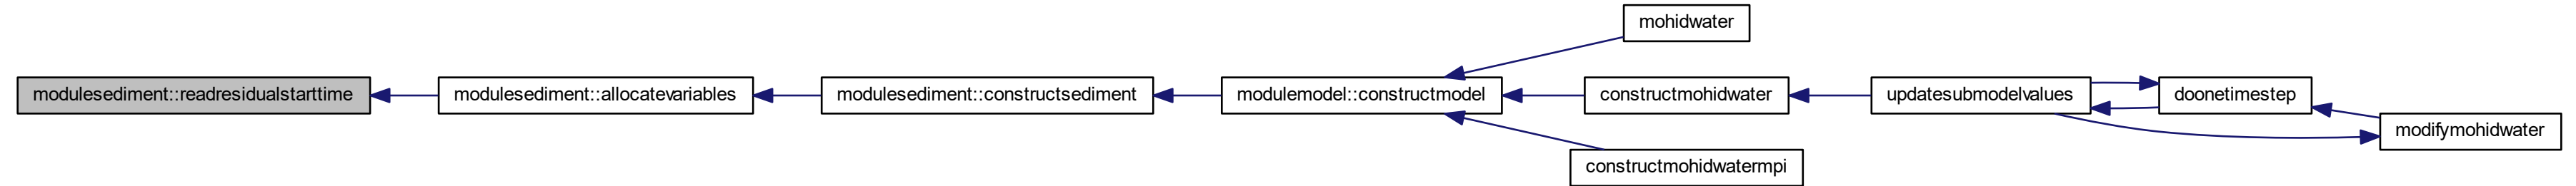 mohidwater
modulesediment::readresidualstarttime
modulesediment::allocatevariables
modulesediment::constructsediment
modulemodel::constructmodel
constructmohidwater
updatesubmodelvalues
doonetimestep
modifymohidwater
constructmohidwatermpi